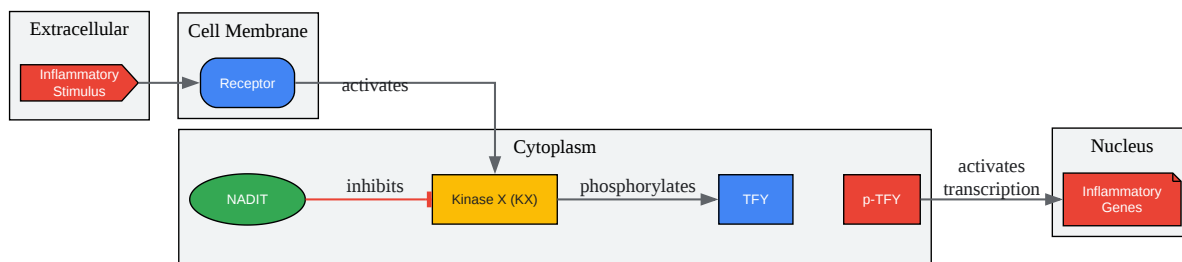 Extracellular
Inflammatory
Stimulus
Cell Membrane
Receptor
activates
Cytoplasm
NADIT
inhibits
Kinase X (KX)
phosphorylates
TFY
p-TFY
activates
transcription
Nucleus
Inflammatory
Genes